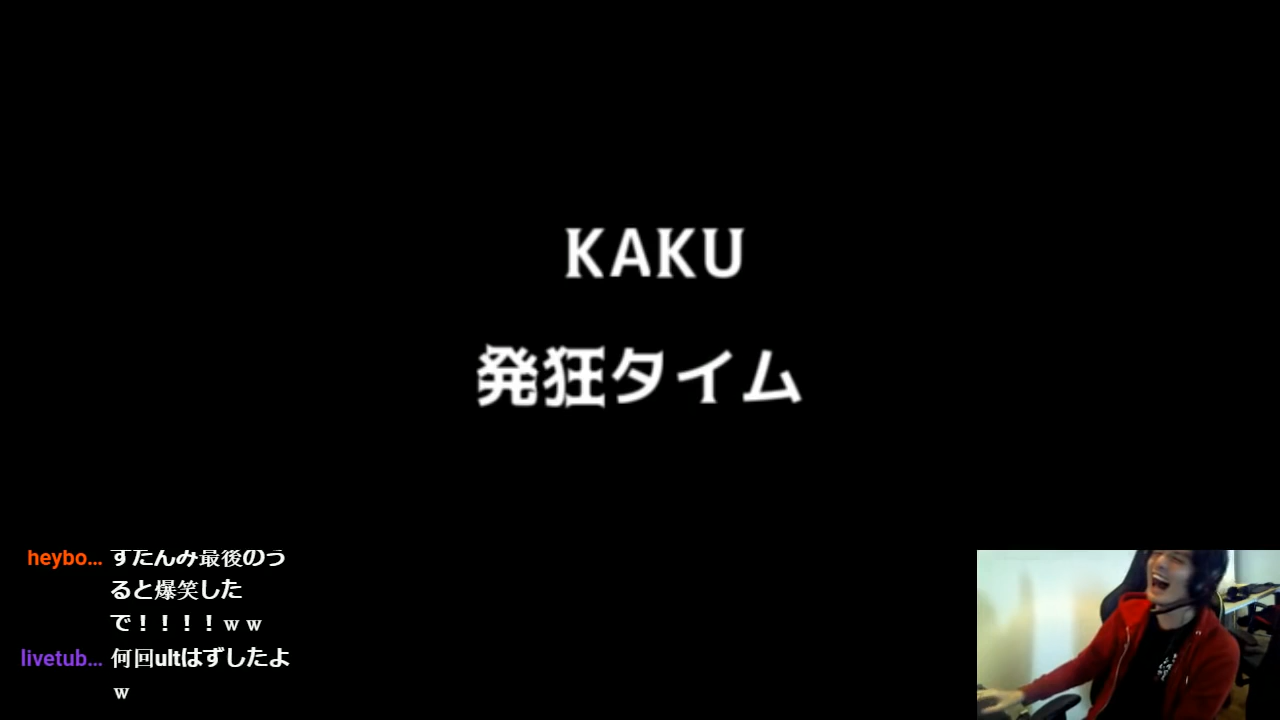 KAKU
発狂タイム
heybo… すたんみ最後のう
ると爆笑した
で！！！！ｗｗ
livetub… 何回ultはずしたよ
ｗ